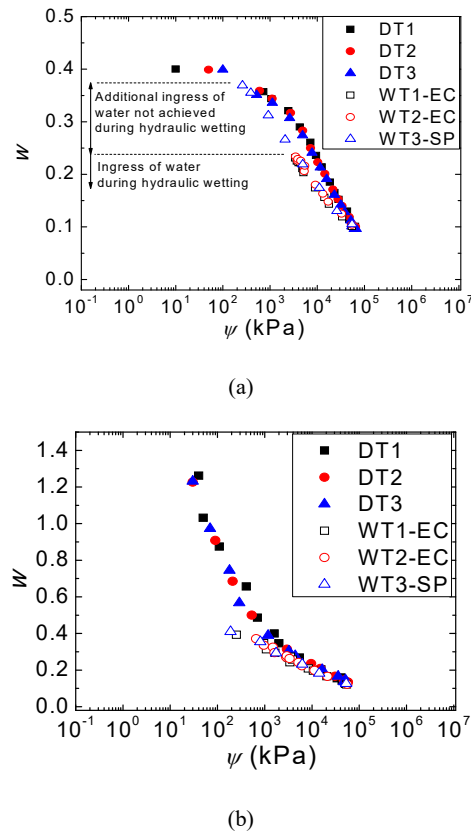 (a)
0.5
0.4
0.3
0.2
0.1
0.0
w
DT1
DT2
DT3
WT1-EC
WT2-EC
WT3-SP
Additional ingress of
water not achieved
during hydraulic wetting
Ingress of water
during hydraulic wetting
10⁻¹ 10⁰ 10¹ 10² 10³ 10⁴ 10⁵ 10⁶ 10⁷
ψ (kPa)
(a)
1.4
1.2
1.0
0.8
0.6
0.4
0.2
0.0
w
DT1
DT2
DT3
WT1-EC
WT2-EC
WT3-SP
10⁻¹ 10⁰ 10¹ 10² 10³ 10⁴ 10⁵ 10⁶ 10⁷
ψ (kPa)
(b)